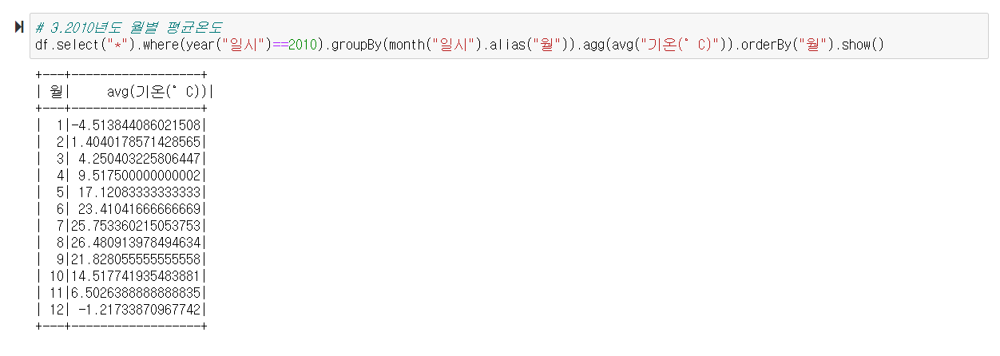 # 3.2010년도 월별 평균온도
df.select("*").where(year("일시")==2010).groupBy(month("일시").alias("월")).agg(avg("기온(°C)")).orderBy("월").show()
+---+------------------+
| 월|     avg(기온(°C))|
+---+------------------+
|  1|-4.513844086021508|
|  2|1.4040178571428565|
|  3| 4.250403225806447|
|  4| 9.517500000000002|
|  5| 17.12083333333333|
|  6| 23.41041666666669|
|  7|25.753360215053753|
|  8|26.480913978494634|
|  9|21.828055555555558|
| 10|14.517741935483881|
| 11|6.5026388888888835|
| 12| -1.21733870967742|
+---+------------------+